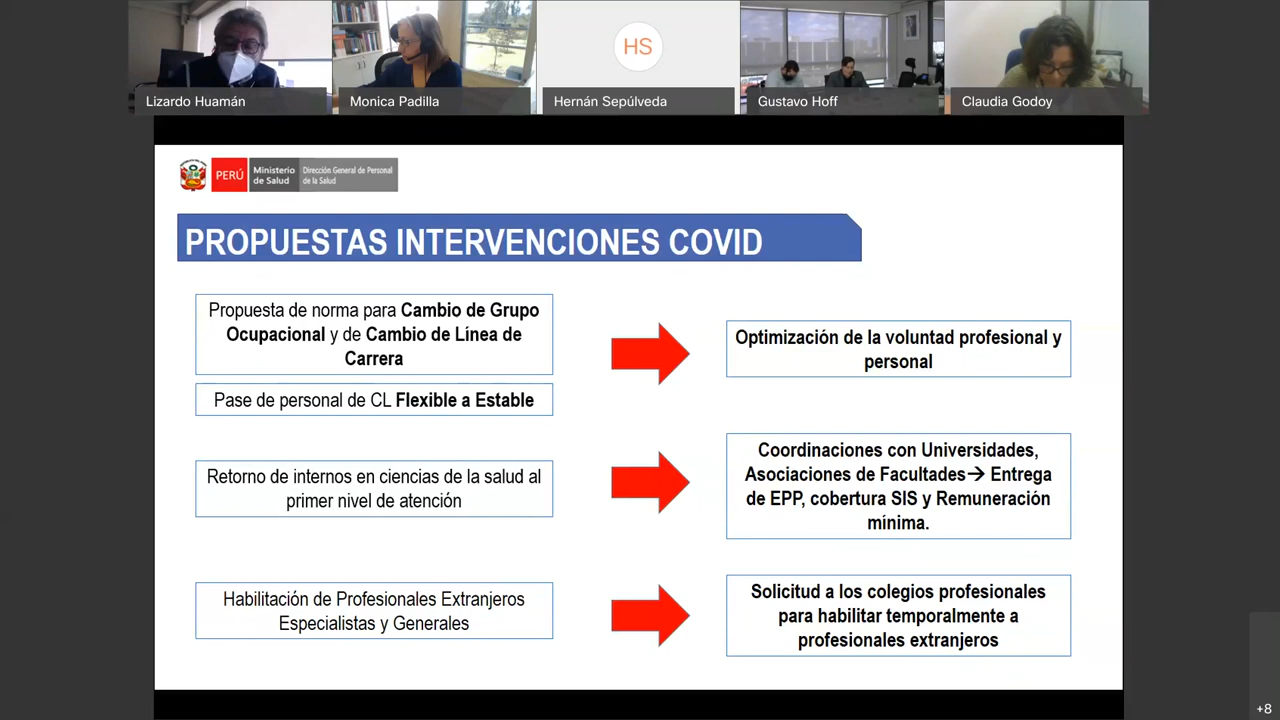 HS
Lizardo Huamán
Monica Padilla
Hernán Sepúlveda
Gustavo Hoff
Claudia Godoy
PERÚ
Ministerio
de Salud
Dirección General de Personal
de la Salud
PROPUESTAS INTERVENCIONES COVID
Propuesta de norma para Cambio de Grupo
Ocupacional y de Cambio de Línea de
Carrera
Optimización de la voluntad profesional y
personal
Pase de personal de CL Flexible a Estable
Retorno de internos en ciencias de la salud al
primer nivel de atención
Coordinaciones con Universidades,
Asociaciones de Facultades→ Entrega
de EPP, cobertura SIS y Remuneración
mínima.
Habilitación de Profesionales Extranjeros
Especialistas y Generales
Solicitud a los colegios profesionales
para habilitar temporalmente a
profesionales extranjeros
+8